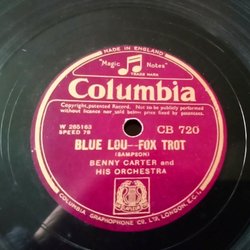 MADE IN ENGLAND
"Magic Notes"
TRADE MARK
Columbia
Copyright, patented Record. Not to be publicly performed
without licence nor sold below price fixed by patentees.
W 265163
SPEED 78
CB 720
BLUE LOU--FOX TROT
(SAMPSON)
BENNY CARTER and
HIS ORCHESTRA
COLUMBIA GRAPHOPHONE CO. LTD. LONDON. E.C.1